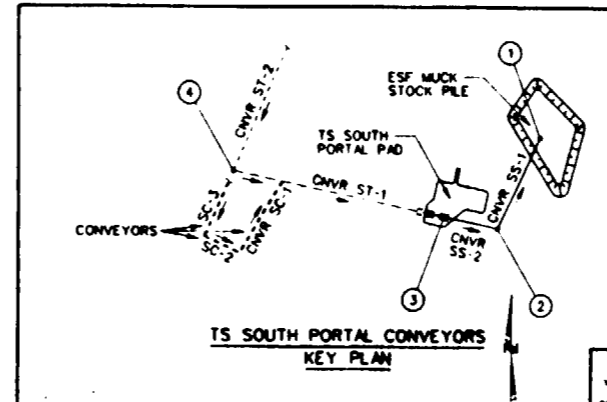 1
ESF MUCK
STOCK PILE
4
CNVR ST-2
TS SOUTH
PORTAL PAD
CNVR SS-1
CNVR ST-1
SC-3
CNVR SC-1
CONVEYORS
SC-2
CNVR
SS-2
3
2
TS SOUTH PORTAL CONVEYORS
KEY PLAN